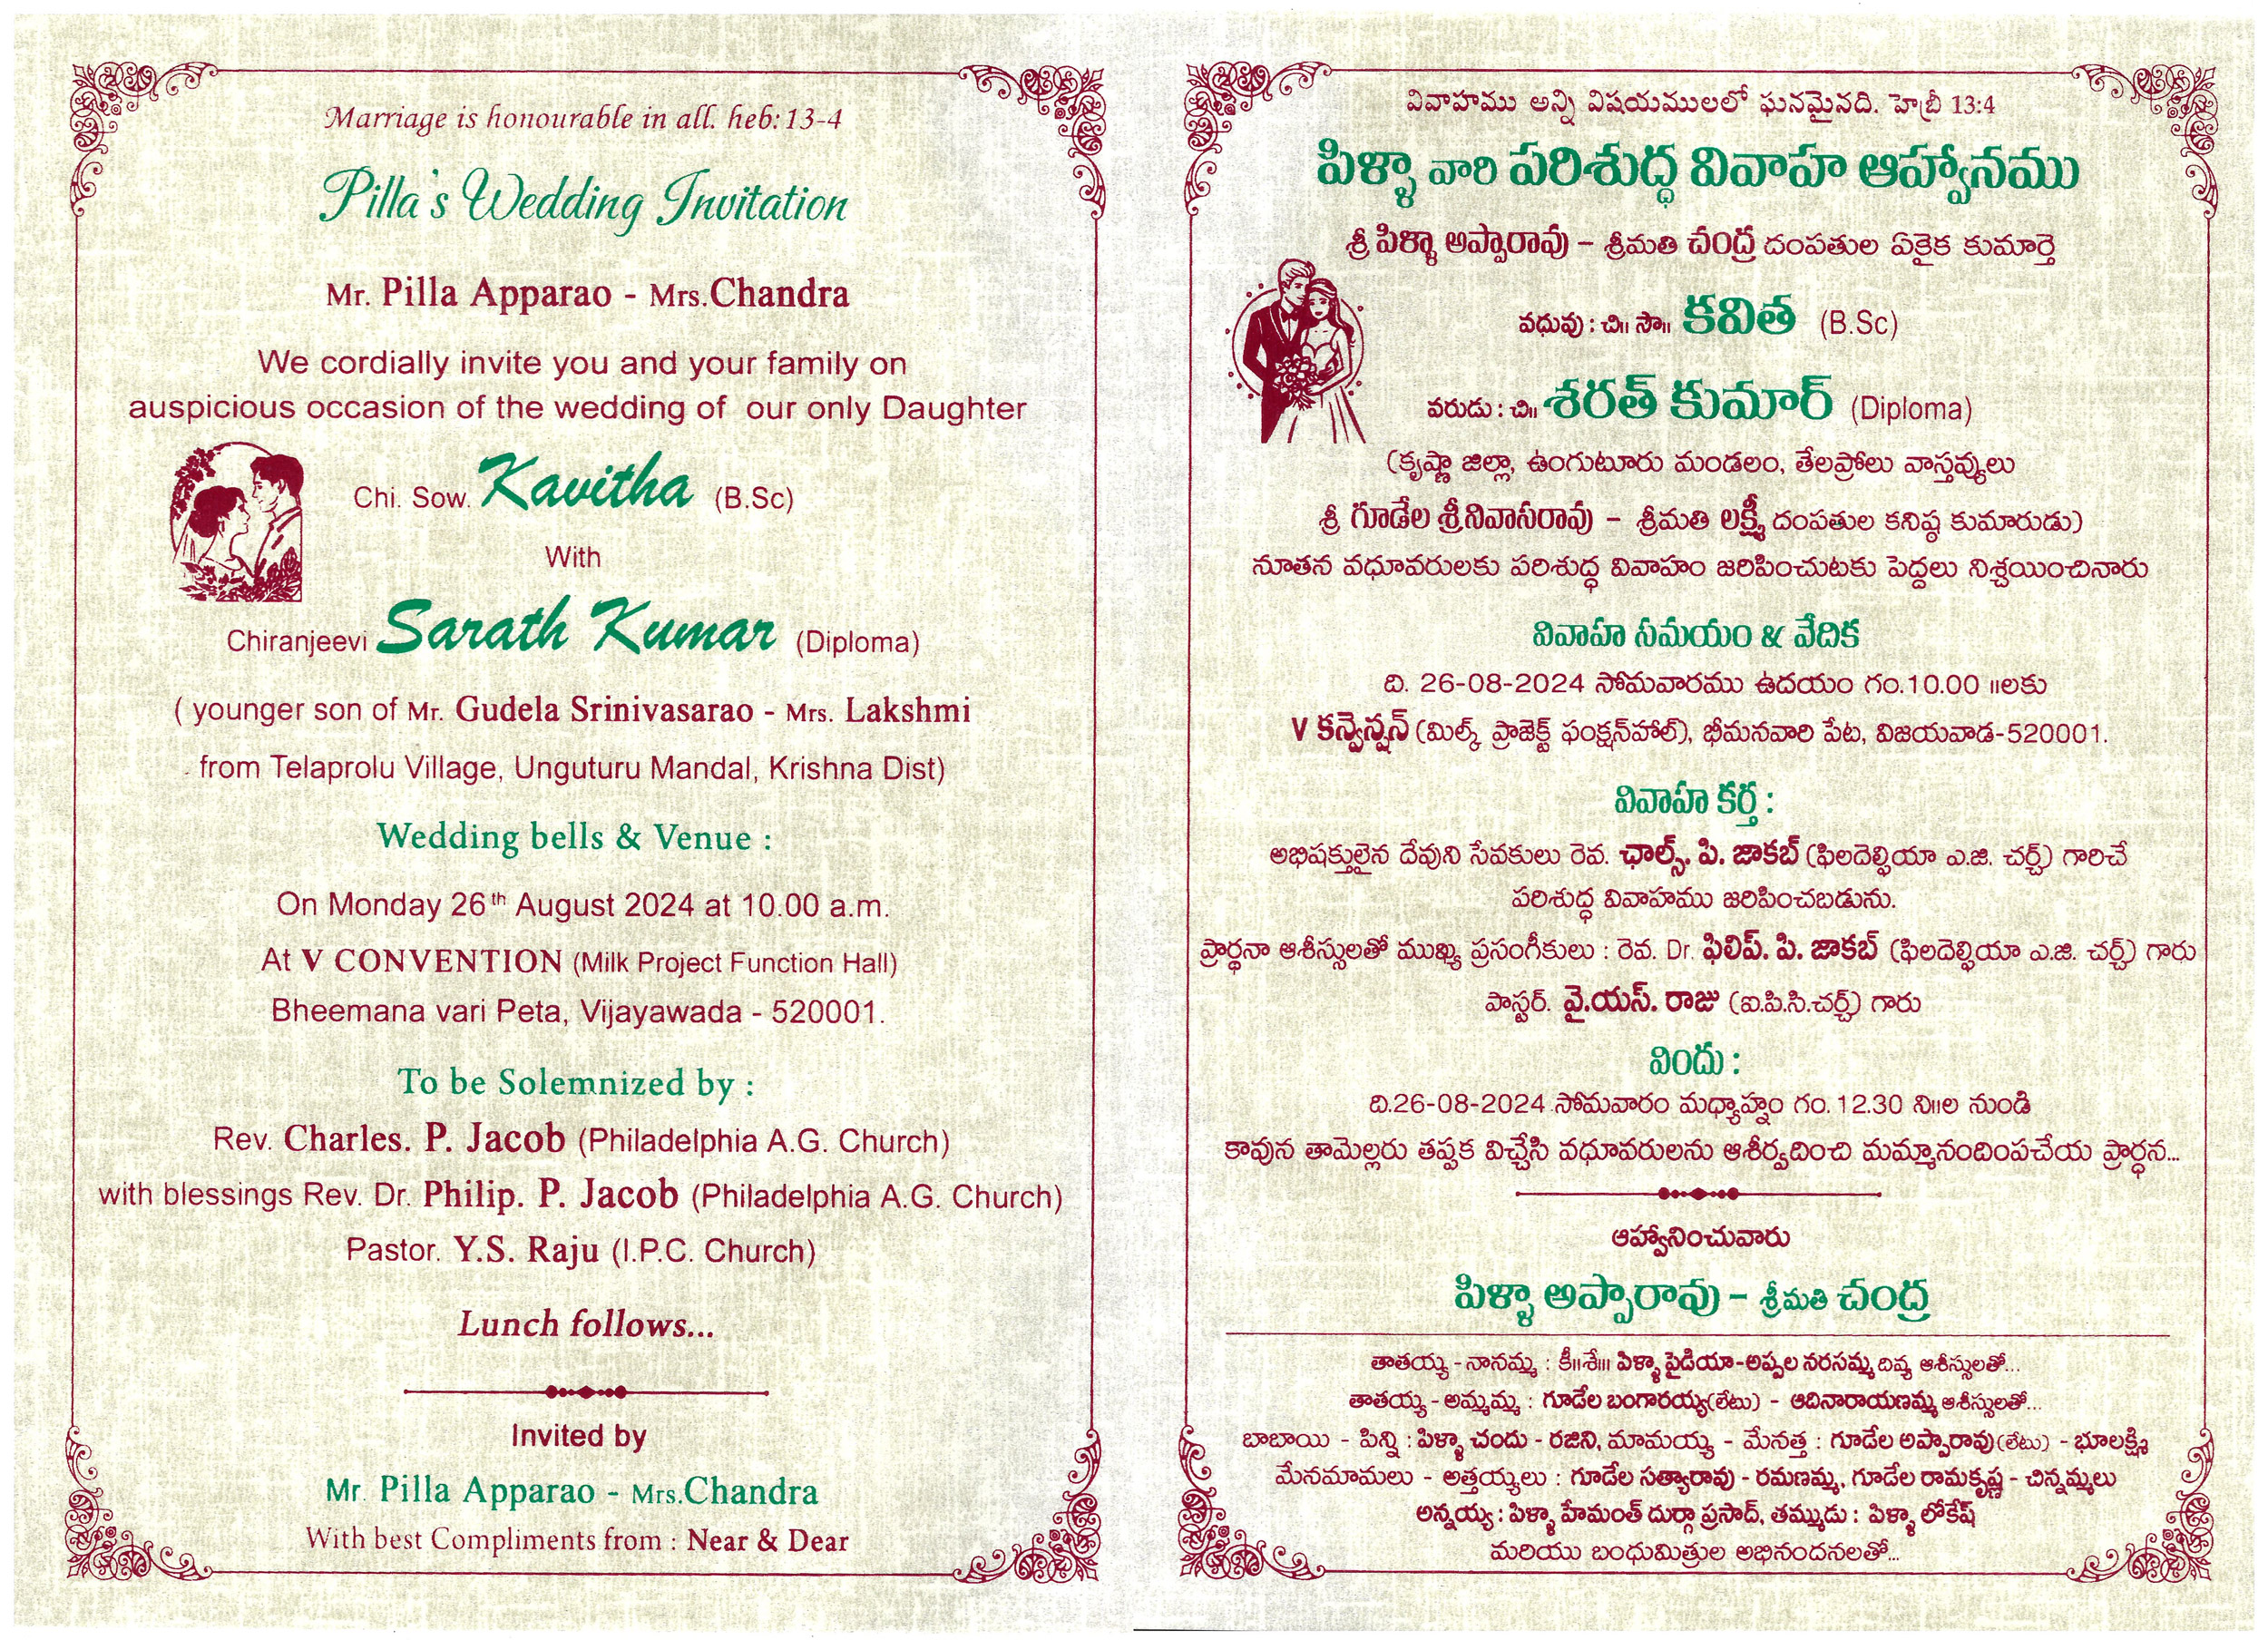 Marriage is honourable in all. heb: 13-4
Pilla's Wedding Invitation
Mr. Pilla Apparao - Mrs.Chandra
We cordially invite you and your family on
auspicious occasion of the wedding of our only Daughter
Chi. Sow. Kavitha (B.Sc)
With
Chiranjeevi Sarath Kumar (Diploma)
( younger son of Mr. Gudela Srinivasarao - Mrs. Lakshmi
from Telaprolu Village, Unguturu Mandal, Krishna Dist)
Wedding bells & Venue :
On Monday 26th August 2024 at 10.00 a.m.
At V CONVENTION (Milk Project Function Hall)
Bheemana vari Peta, Vijayawada - 520001.
To be Solemnized by :
Rev. Charles. P. Jacob (Philadelphia A.G. Church)
with blessings Rev. Dr. Philip. P. Jacob (Philadelphia A.G. Church)
Pastor. Y.S. Raju (I.P.C. Church)
Lunch follows...
Invited by
Mr. Pilla Apparao - Mrs.Chandra
With best Compliments from : Near & Dear
వివాహము అన్ని విషయములలో ఘనమైనది. హెబ్రీ 13:4
పిళ్ళా వారి పరిశుద్ధ వివాహ ఆహ్వానము
శ్రీ పిళ్ళా అప్పారావు - శ్రీమతి చంద్ర దంపతుల ఏకైక కుమార్తె
వధువు : చి॥ సౌ॥ కవిత (B.Sc)
వరుడు : చి॥ శరత్ కుమార్ (Diploma)
(కృష్ణా జిల్లా, ఉంగుటూరు మండలం, తేలప్రోలు వాస్తవ్యులు
శ్రీ గూడేల శ్రీనివాసరావు - శ్రీమతి లక్ష్మీ దంపతుల కనిష్ఠ కుమారుడు)
నూతన వధూవరులకు పరిశుద్ధ వివాహం జరిపించుటకు పెద్దలు నిశ్చయించినారు
వివాహ సమయం & వేదిక
ది. 26-08-2024 సోమవారము ఉదయం గం.10.00 ॥లకు
V కన్వెన్షన్ (మిల్క్ ప్రాజెక్ట్ ఫంక్షన్‌హాల్), భీమనవారి పేట, విజయవాడ-520001.
వివాహ కర్త :
అభిషక్తులైన దేవుని సేవకులు రెవ. ఛార్లెస్. పి. జాకబ్ (ఫిలదెల్ఫియా ఎ.జి. చర్చ్) గారిచే
పరిశుద్ధ వివాహము జరిపించబడును.
ప్రార్థనా ఆశీస్సులతో ముఖ్య ప్రసంగీకులు : రెవ. Dr. ఫిలిప్. పి. జాకబ్ (ఫిలదెల్ఫియా ఎ.జి. చర్చ్) గారు
పాస్టర్. వై.యస్. రాజు (ఐ.పి.సి.చర్చ్) గారు
విందు :
ది.26-08-2024 సోమవారం మధ్యాహ్నం గం.12.30 ని॥ల నుండి
కావున తామెల్లరు తప్పక విచ్చేసి వధూవరులను ఆశీర్వదించి మమ్మానందింపచేయ ప్రార్థన...
ఆహ్వానించువారు
పిళ్ళా అప్పారావు - శ్రీమతి చంద్ర
తాతయ్య - నానమ్మ : కీ॥శే॥ పిళ్ళా పైడియా-అప్పల నరసమ్మ దివ్య ఆశీస్సులతో...
తాతయ్య - అమ్మమ్మ : గూడేల బంగారయ్య(లేటు) - ఆదినారాయణమ్మ ఆశీస్సులతో...
బాబాయి - పిన్ని : పిళ్ళా చందు - రజిని, మామయ్య - మేనత్త : గూడేల అప్పారావు(లేటు) - భూలక్ష్మి
మేనమామలు - అత్తయ్యలు : గూడేల సత్యారావు - రమణమ్మ, గూడేల రామకృష్ణ - చిన్నమ్మలు
అన్నయ్య : పిళ్ళా హేమంత్ దుర్గా ప్రసాద్, తమ్ముడు : పిళ్ళా లోకేష్
మరియు బంధుమిత్రుల అభినందనలతో...